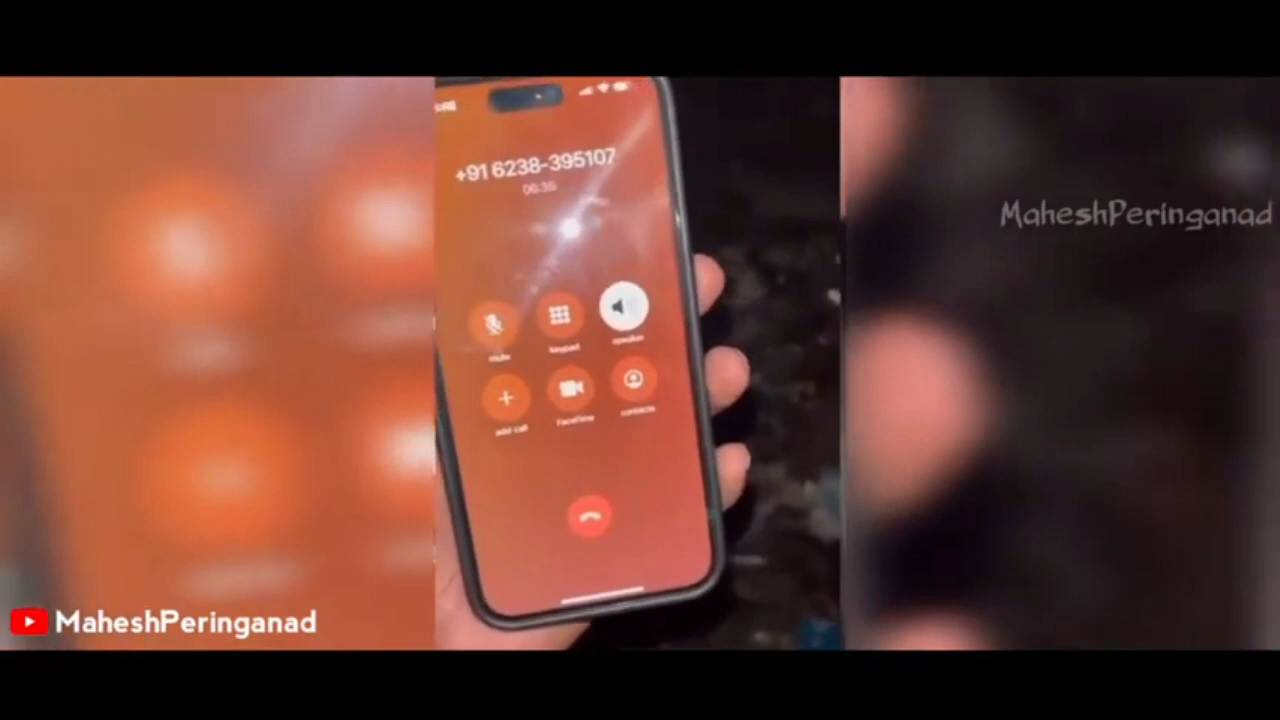 +91 6238-395107
06:35
mute
keypad
speaker
add call
FaceTime
contacts
MaheshPeringanad
MaheshPeringanad